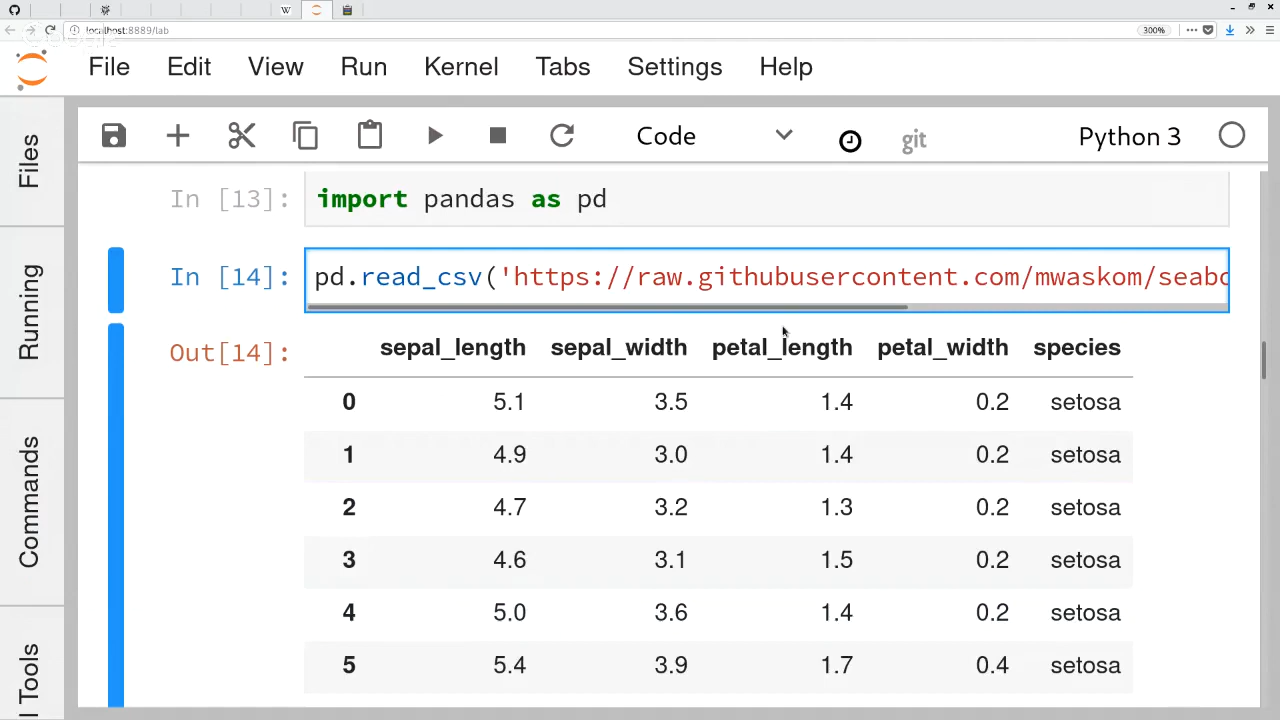 W
localhost:8889/lab
300%
File Edit View Run Kernel Tabs Settings Help
Code git Python 3
Files
Running
Commands
l Tools
In [13]: import pandas as pd
In [14]: pd.read_csv('https://raw.githubusercontent.com/mwaskom/seabo
Out[14]: sepal_length sepal_width petal_length petal_width species
0 5.1 3.5 1.4 0.2 setosa
1 4.9 3.0 1.4 0.2 setosa
2 4.7 3.2 1.3 0.2 setosa
3 4.6 3.1 1.5 0.2 setosa
4 5.0 3.6 1.4 0.2 setosa
5 5.4 3.9 1.7 0.4 setosa